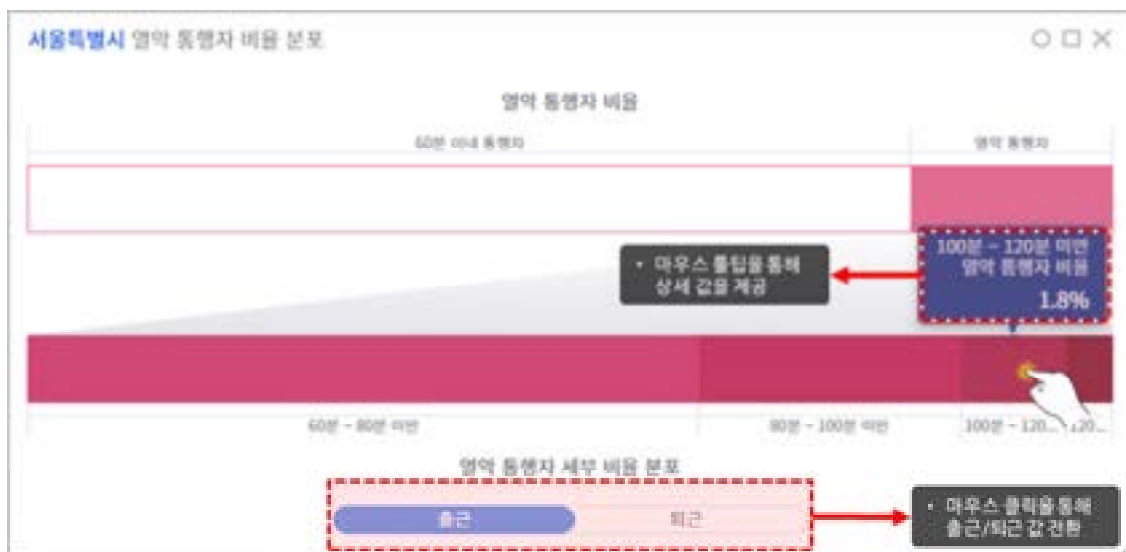 서울특별시 열악 통행자 비율 분포
열악 통행자 비율
60분 이내 통행자
열악 통행자
100분 ~ 120분 미만
열악 통행자 비율
1.8%
• 마우스 툴팁을 통해
상세 값을 제공
60분 ~ 80분 미만
80분 ~ 100분 미만
100분 ~ 120...
120...
열악 통행자 세부 비율 분포
출근
퇴근
• 마우스 클릭을 통해
출근/퇴근 값 전환